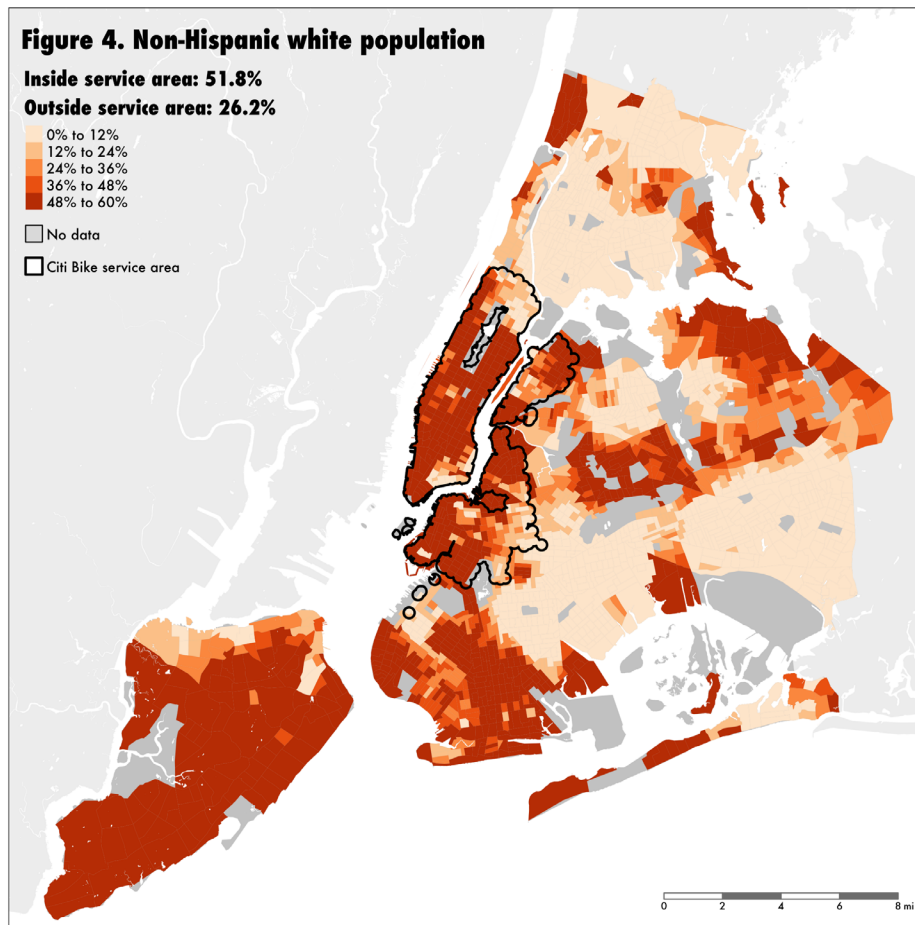 Figure 4. Non-Hispanic white population
Inside service area: 51.8%
Outside service area: 26.2%
0% to 12%
12% to 24%
24% to 36%
36% to 48%
48% to 60%
No data
Citi Bike service area
0 2 4 6 8 mi